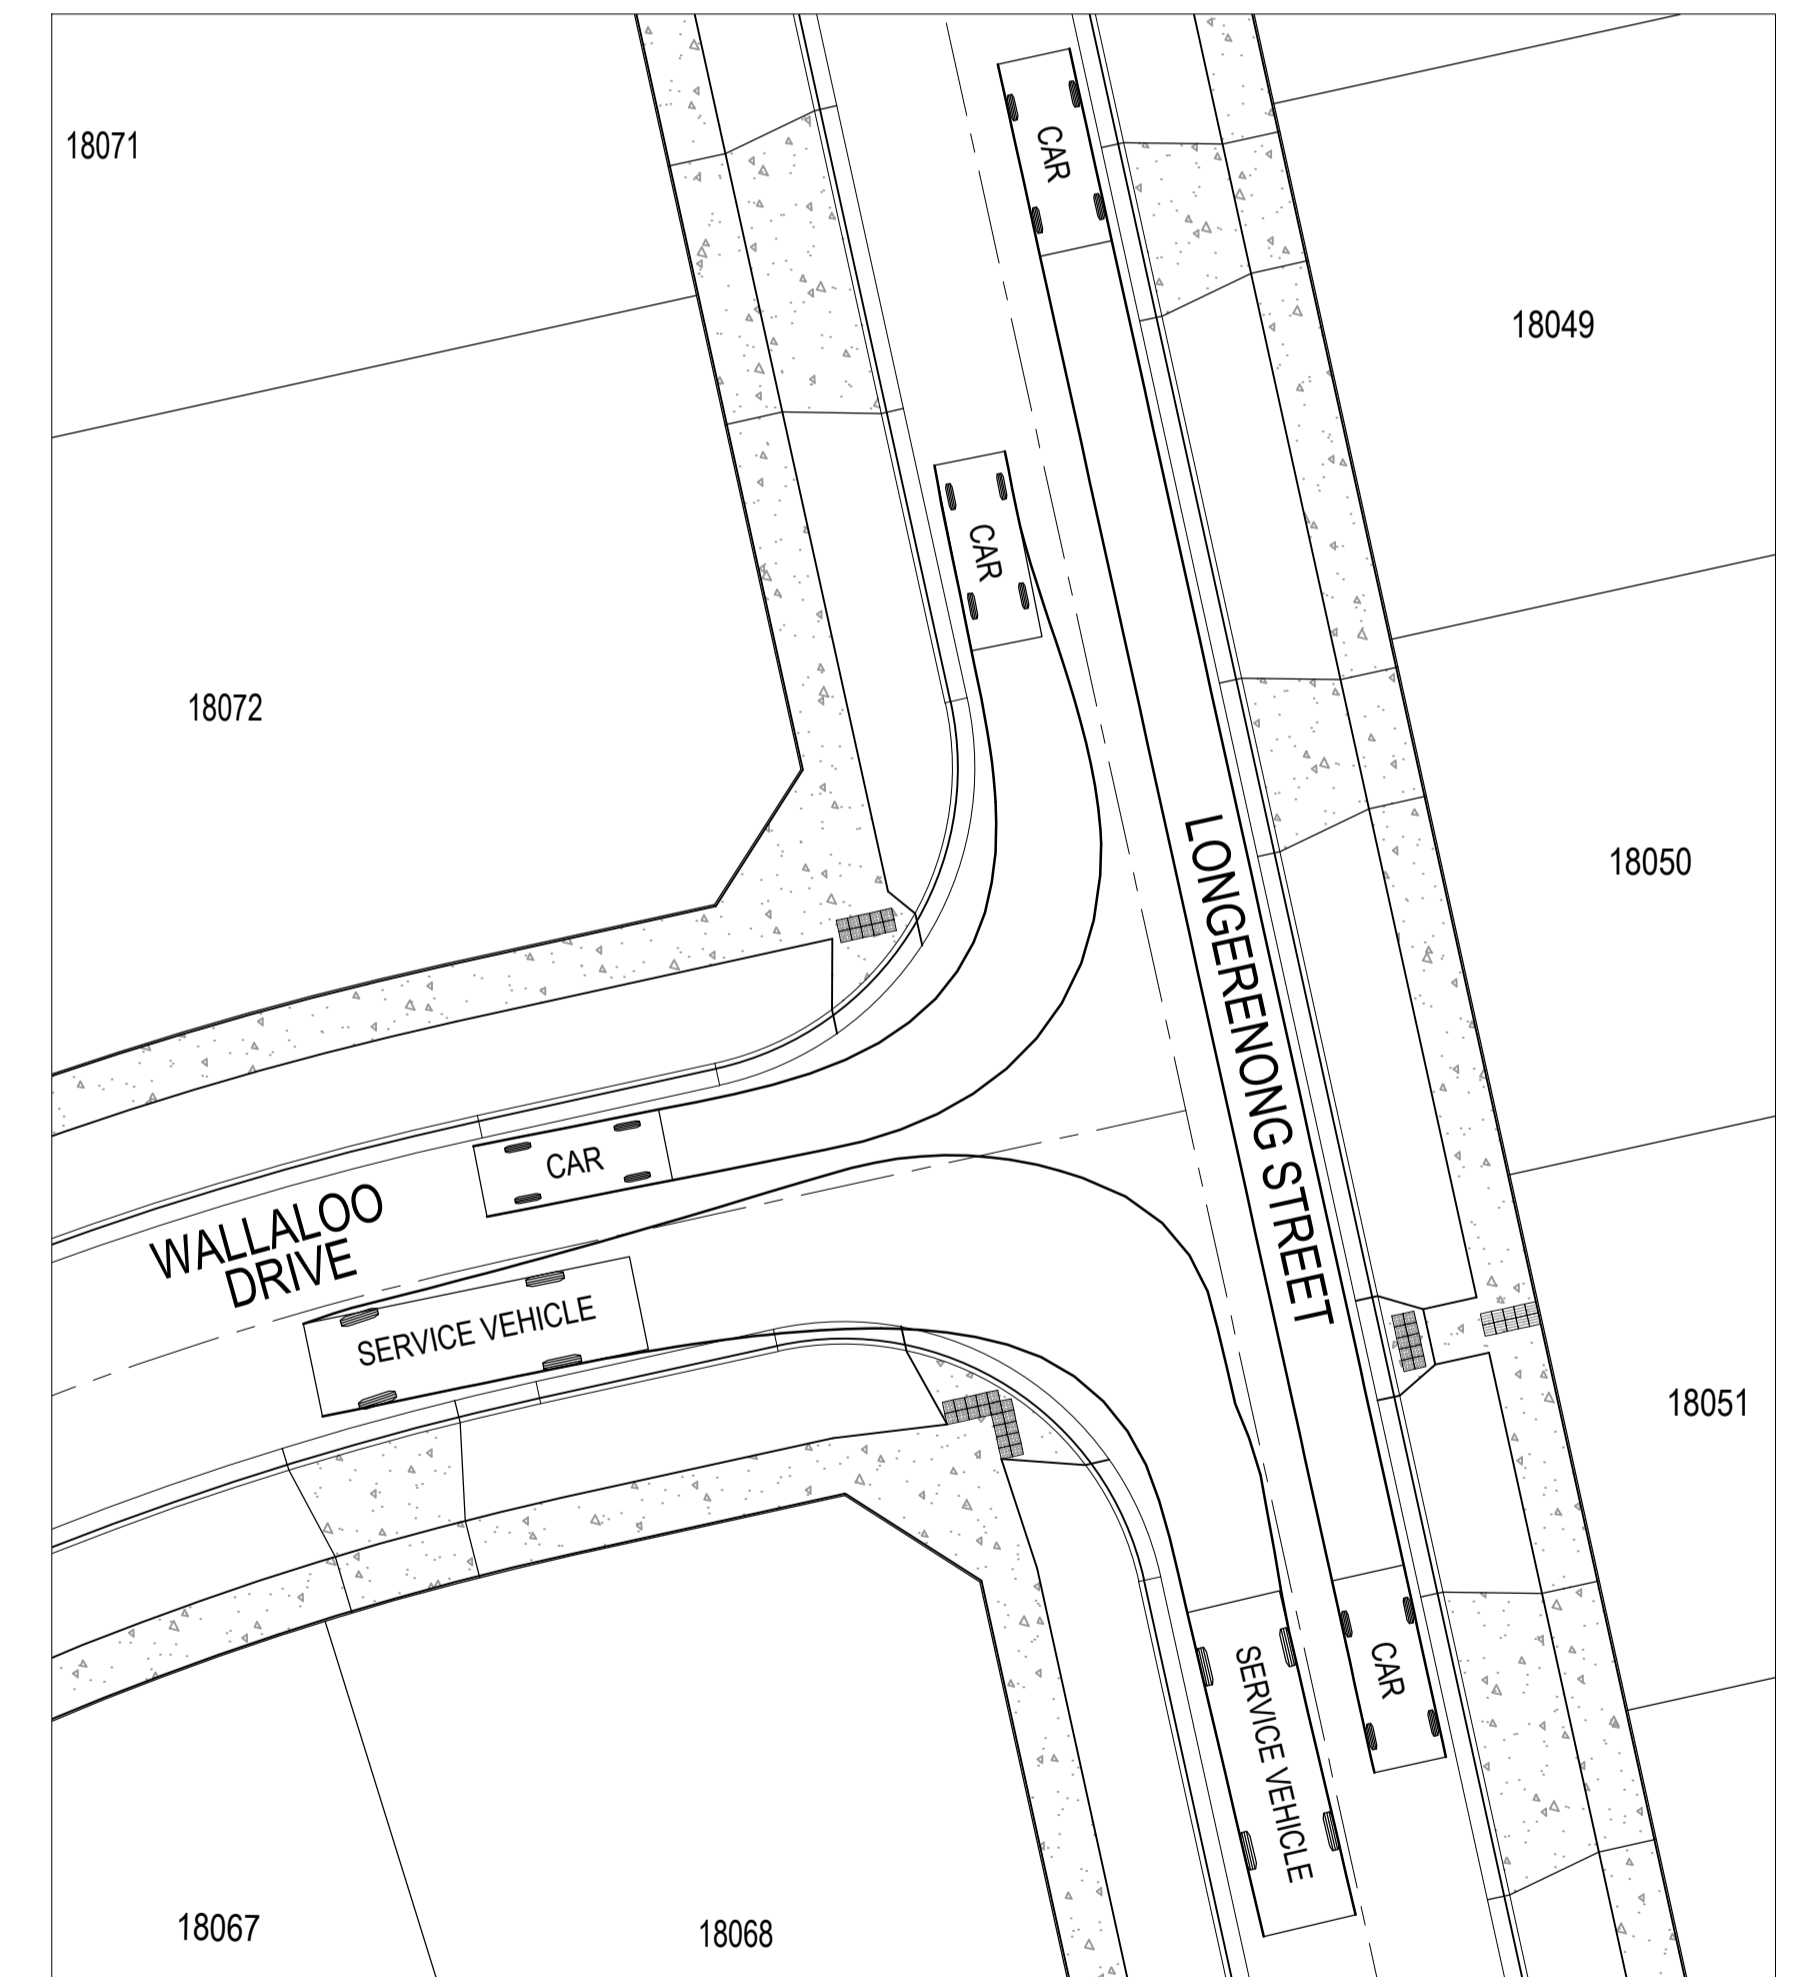 18071
CAR
18049
CAR
18072
18050
LONGERENONG STREET
CAR
WALLALOO
DRIVE
SERVICE VEHICLE
18051
SERVICE VEHICLE
CAR
18067
18068